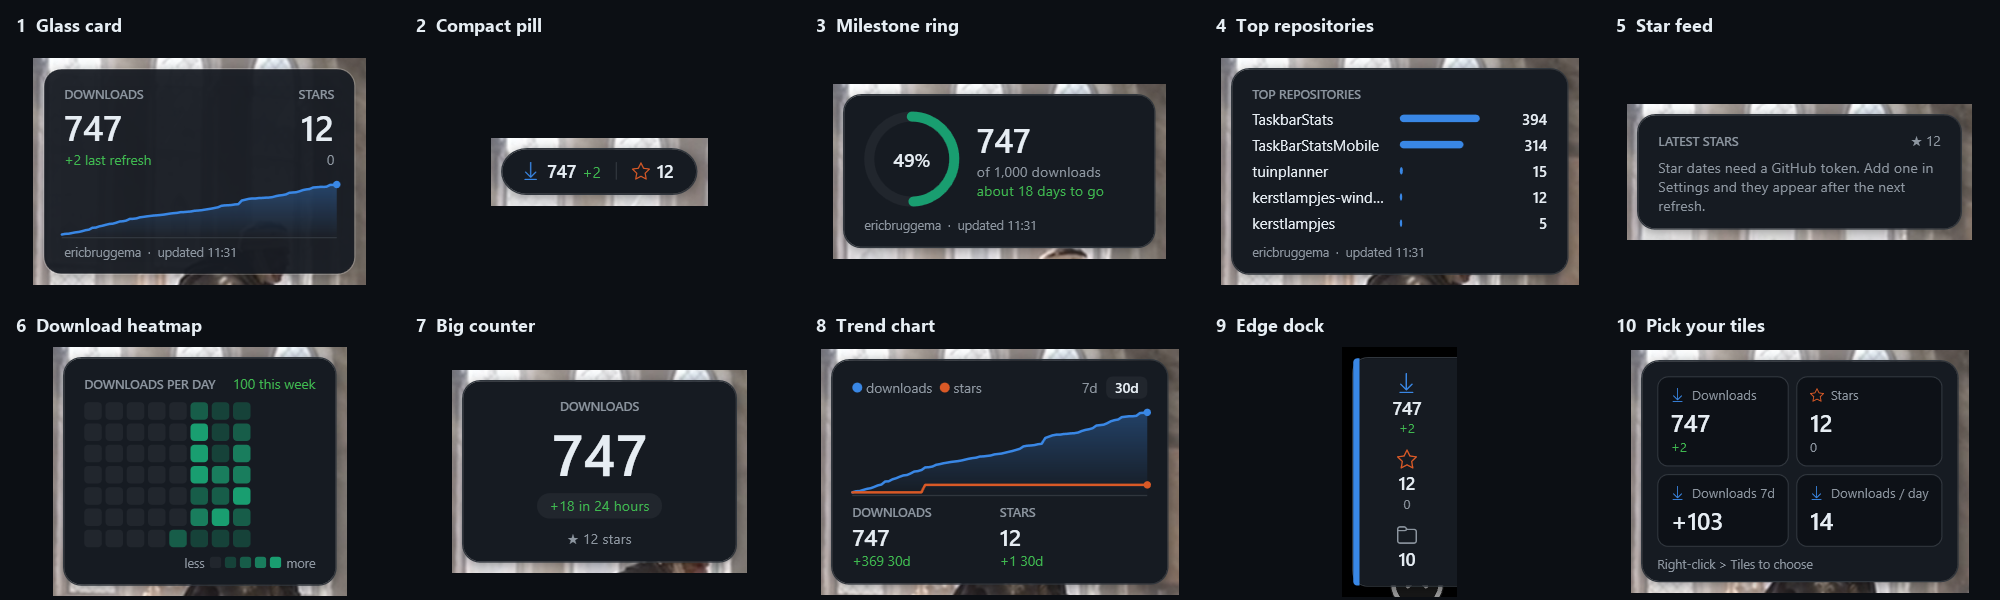 1 Glass card
DOWNLOADS STARS
747 12
+2 last refresh 0
ericbruggema · updated 11:31
2 Compact pill
747 +2 12
3 Milestone ring
49%
747
of 1,000 downloads
about 18 days to go
ericbruggema · updated 11:31
4 Top repositories
TOP REPOSITORIES
TaskbarStats 394
TaskBarStatsMobile 314
tuinplanner 15
kerstlampjes-wind... 12
kerstlampjes 5
ericbruggema · updated 11:31
5 Star feed
LATEST STARS ★ 12
Star dates need a GitHub token. Add one in
Settings and they appear after the next
refresh.
6 Download heatmap
DOWNLOADS PER DAY 100 this week
less more
7 Big counter
DOWNLOADS
747
+18 in 24 hours
★ 12 stars
8 Trend chart
downloads stars 7d 30d
DOWNLOADS STARS
747 12
+369 30d +1 30d
9 Edge dock
747
+2
12
0
10
10 Pick your tiles
Downloads
747
+2
Stars
12
0
Downloads 7d
+103
Downloads / day
14
Right-click > Tiles to choose